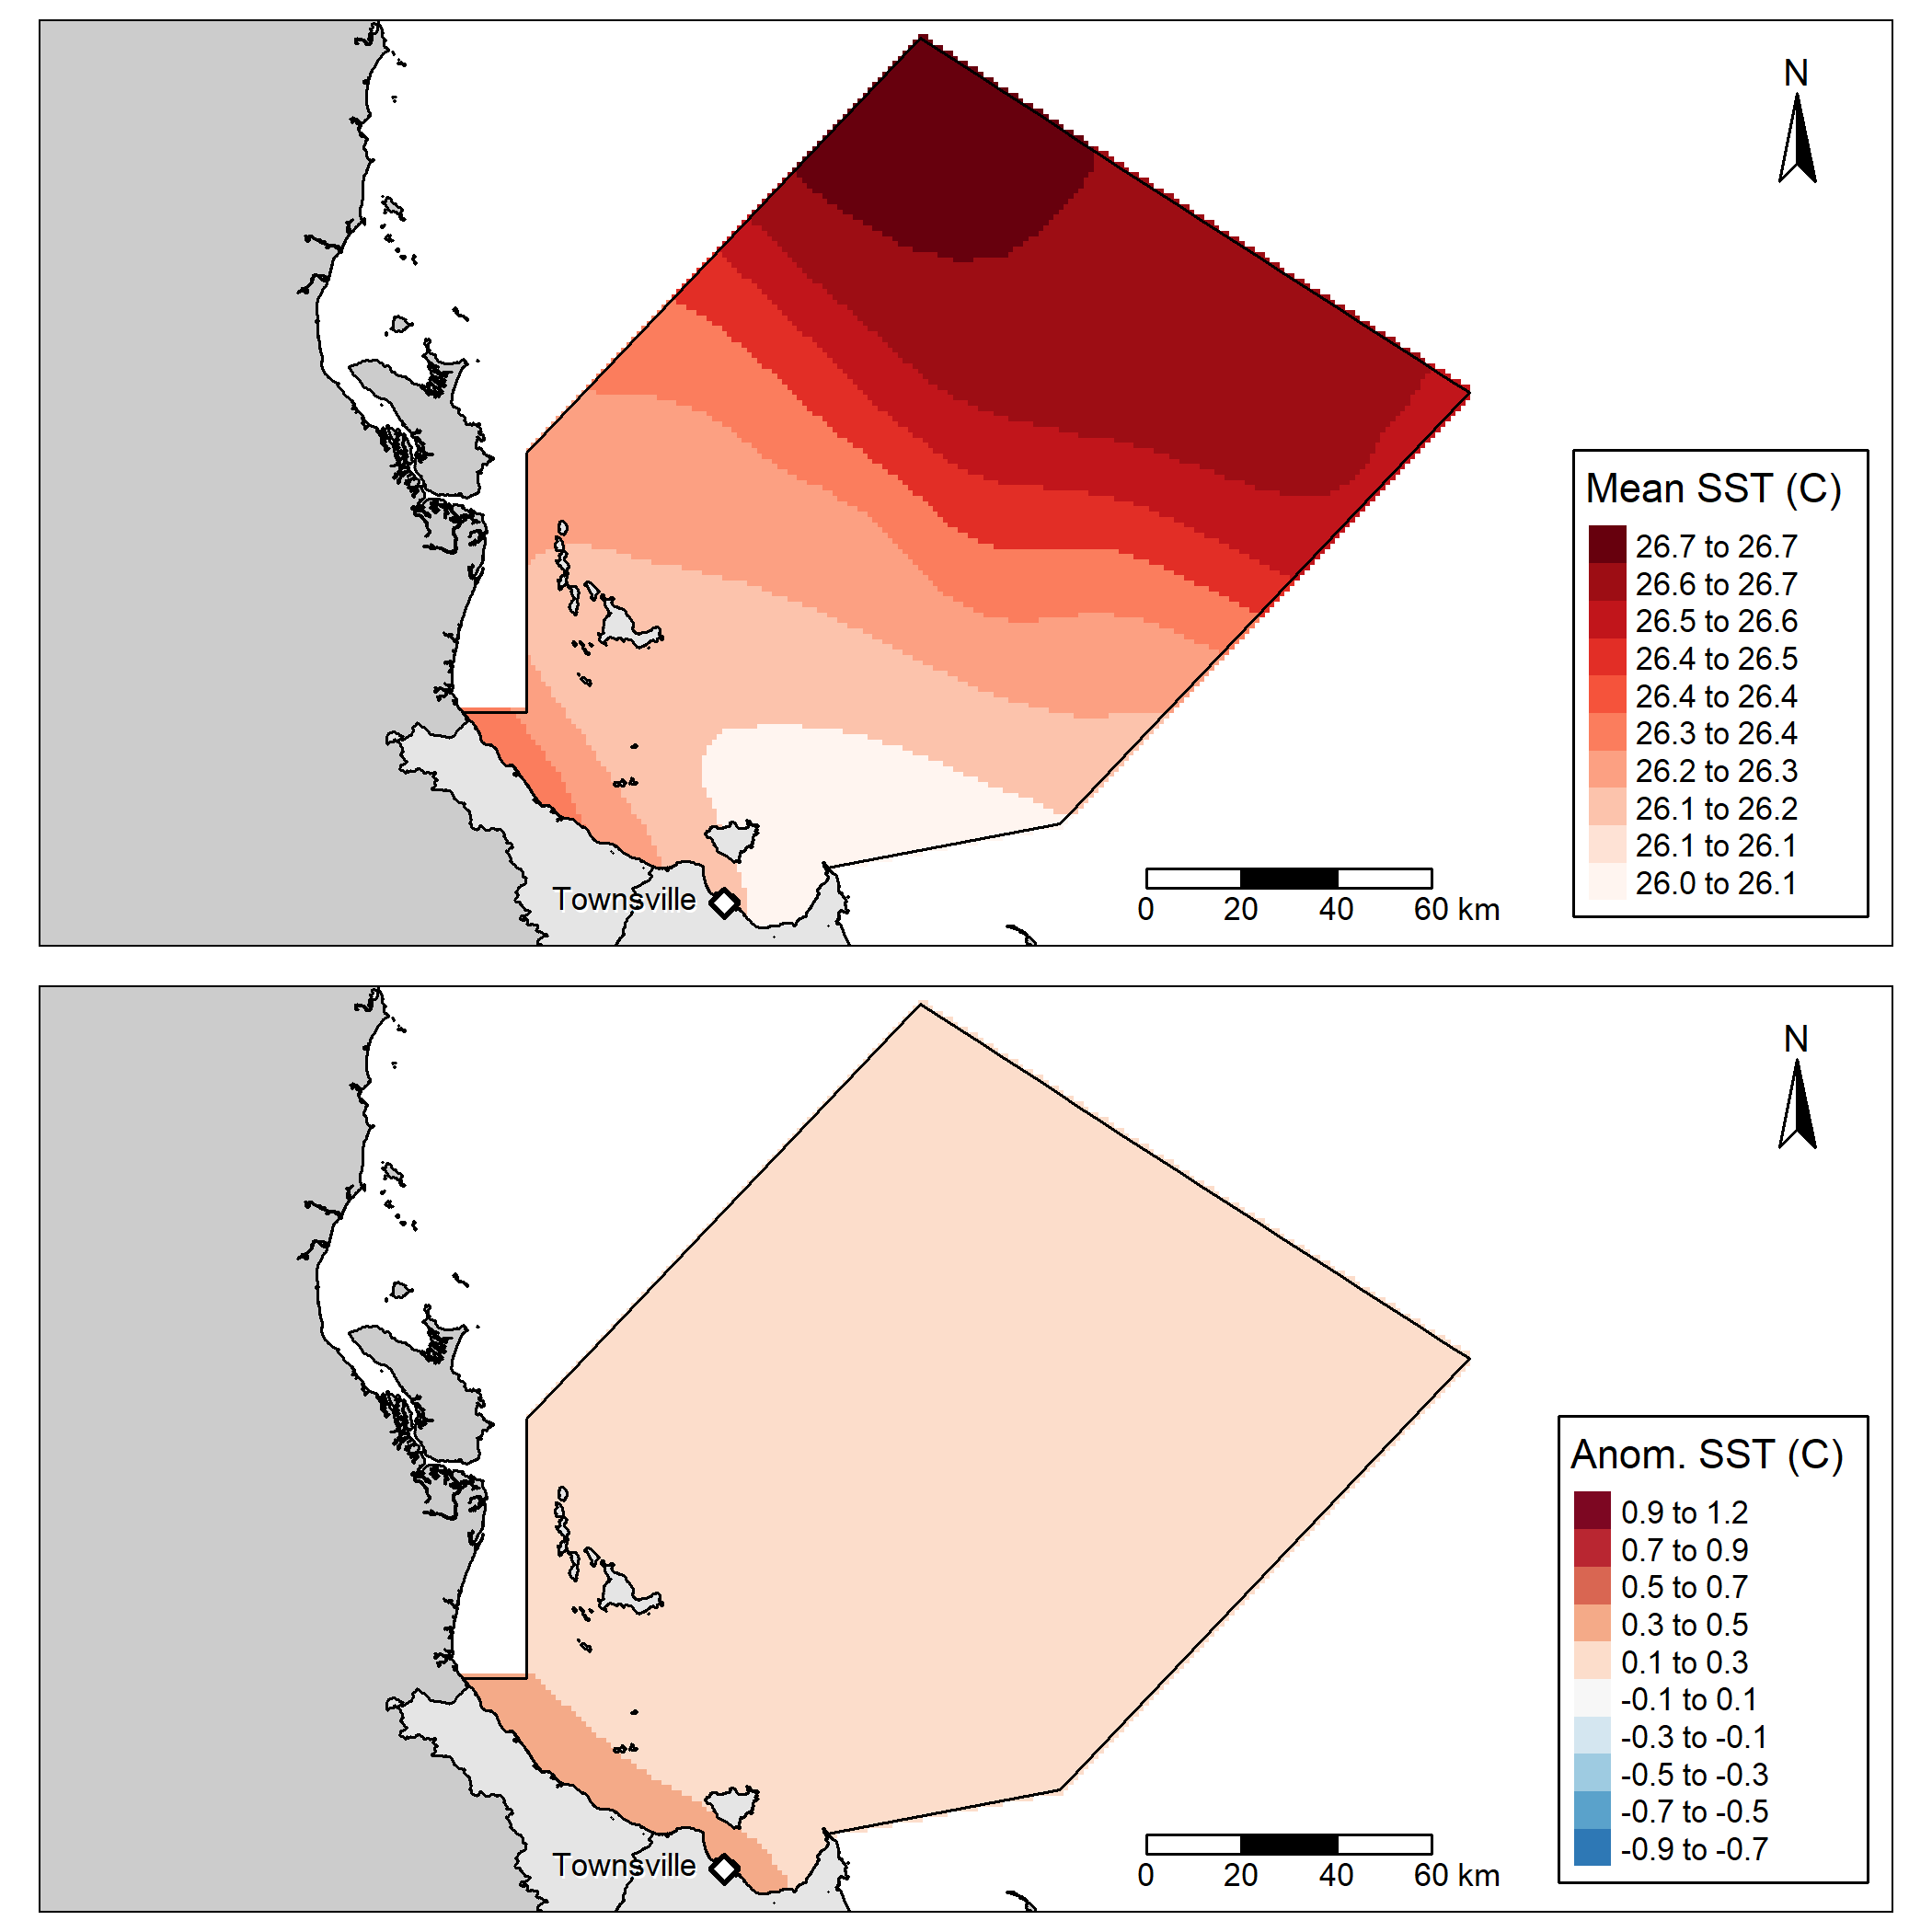 N
Mean SST (C)
26.7 to 26.7
26.6 to 26.7
26.5 to 26.6
26.4 to 26.5
26.4 to 26.4
26.3 to 26.4
26.2 to 26.3
26.1 to 26.2
26.1 to 26.1
26.0 to 26.1
Townsville
0 20 40 60 km
N
Anom. SST (C)
0.9 to 1.2
0.7 to 0.9
0.5 to 0.7
0.3 to 0.5
0.1 to 0.3
-0.1 to 0.1
-0.3 to -0.1
-0.5 to -0.3
-0.7 to -0.5
-0.9 to -0.7
Townsville
0 20 40 60 km